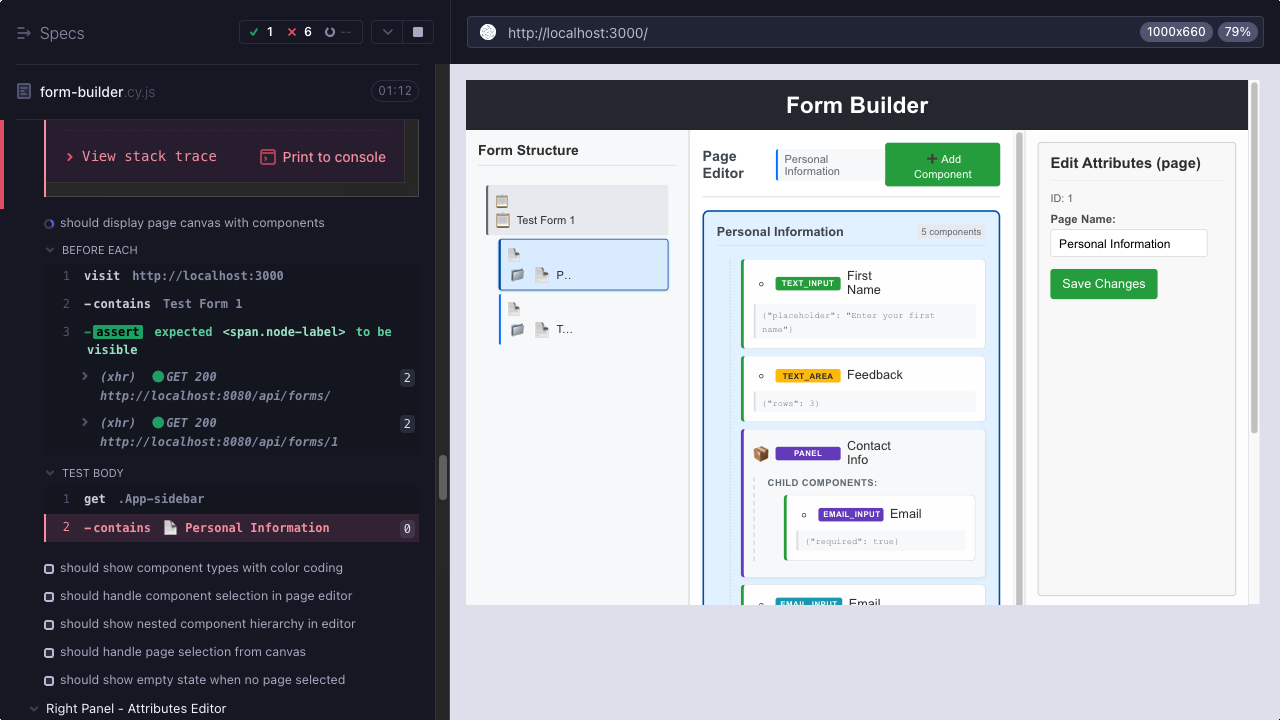 Specs
1
6
--
form-builder.cy.js
01:12
View stack trace
Print to console
should display page canvas with components
BEFORE EACH
1 visit http://localhost:3000
2 -contains Test Form 1
3 -assert expected <span.node-label> to be
visible
(xhr) GET 200 2
http://localhost:8080/api/forms/
(xhr) GET 200 2
http://localhost:8080/api/forms/1
TEST BODY
1 get .App-sidebar
2 -contains 📄 Personal Information 0
should show component types with color coding
should handle component selection in page editor
should show nested component hierarchy in editor
should handle page selection from canvas
should show empty state when no page selected
Right Panel - Attributes Editor
http://localhost:3000/
1000x660
79%
Form Builder
Form Structure
Test Form 1
P..
T...
Page
Editor
Personal
Information
➕ Add
Component
Personal Information
5 components
TEXT_INPUT
First
Name
{"placeholder": "Enter your first
name"}
TEXT_AREA
Feedback
{"rows": 3}
PANEL
Contact
Info
CHILD COMPONENTS:
EMAIL_INPUT
Email
{"required": true}
EMAIL_INPUT
Email
Edit Attributes (page)
ID: 1
Page Name:
Personal Information
Save Changes